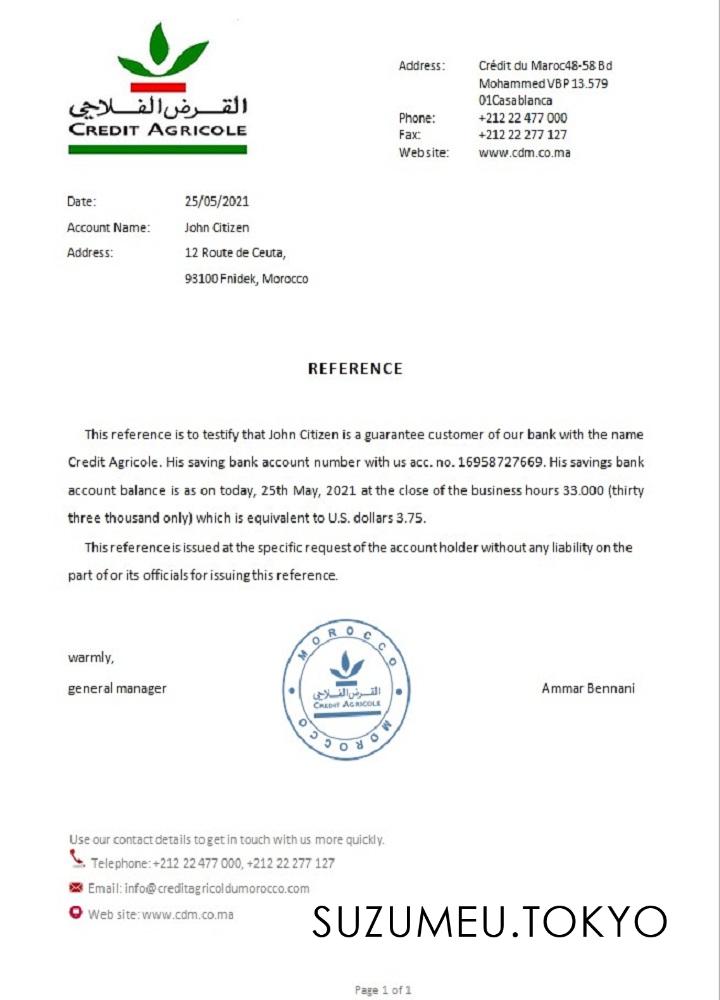 القرض الفلاحي
CREDIT AGRICOLE
Address: Crédit du Maroc48-58 Bd
Mohammed VBP 13.579
01Casablanca
Phone: +212 22 477 000
Fax: +212 22 277 127
Website: www.cdm.co.ma
Date: 25/05/2021
Account Name: John Citizen
Address: 12 Route de Ceuta,
93100 Fnidek, Morocco
REFERENCE
This reference is to testify that John Citizen is a guarantee customer of our bank with the name
Credit Agricole. His saving bank account number with us acc. no. 16958727669. His savings bank
account balance is as on today, 25th May, 2021 at the close of the business hours 33.000 (thirty
three thousand only) which is equivalent to U.S. dollars 3.75.
This reference is issued at the specific request of the account holder without any liability on the
part of or its officials for issuing this reference.
warmly,
general manager
MOROCCO
القرض الفلاحي
CREDIT AGRICOLE
MOROCCO
Ammar Bennani
Use our contact details to get in touch with us more quickly.
Telephone: +212 22 477 000, +212 22 277 127
Email: info@creditagricoldumorocco.com
Web site: www.cdm.co.ma
SUZUMEU.TOKYO
Page 1 of 1